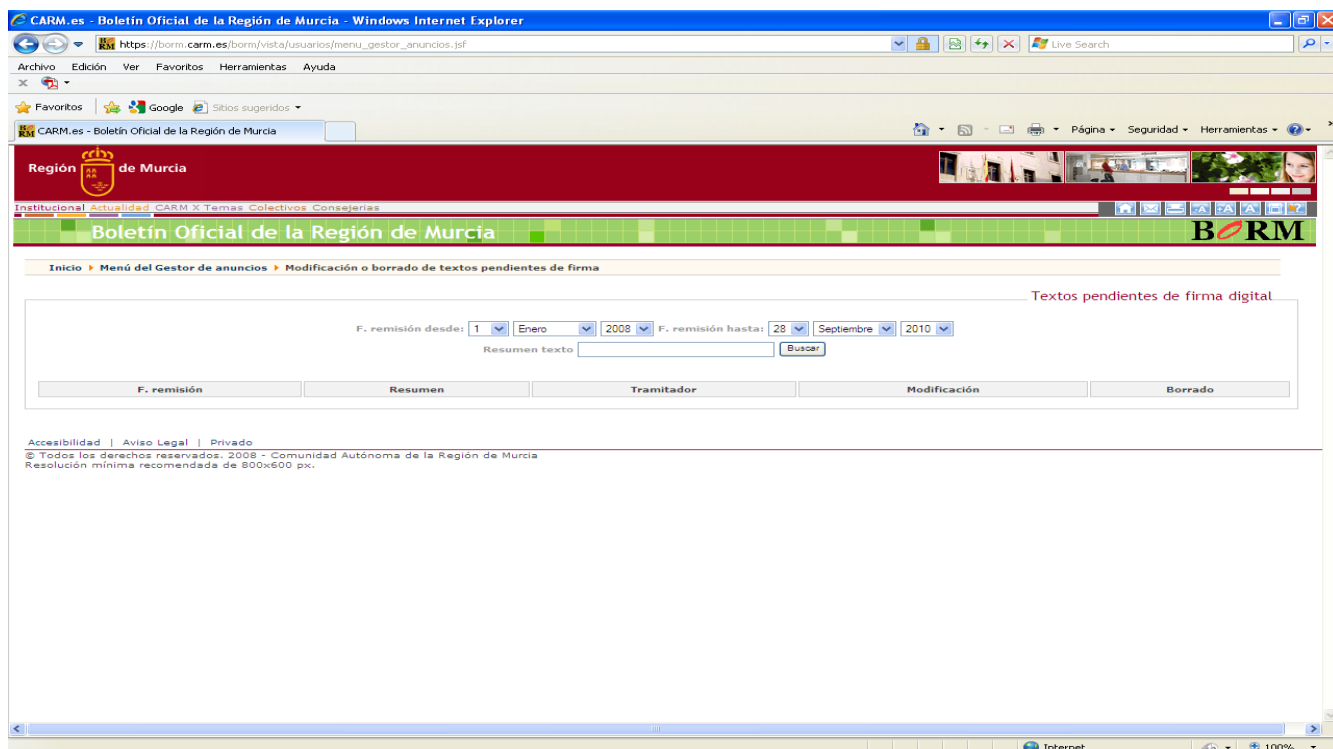 CARM.es - Boletín Oficial de la Región de Murcia - Windows Internet Explorer
https://borm.carm.es/borm/vista/usuarios/menu_gestor_anuncios.jsf
Live Search
Archivo Edición Ver Favoritos Herramientas Ayuda
Favoritos Google Sitios sugeridos
CARM.es - Boletín Oficial de la Región de Murcia
Página Seguridad Herramientas
Región de Murcia
Institucional Actualidad CARM X Temas Colectivos Consejerías
Boletín Oficial de la Región de Murcia BORM
Inicio Menú del Gestor de anuncios Modificación o borrado de textos pendientes de firma
Textos pendientes de firma digital
F. remisión desde: 1 Enero 2008 F. remisión hasta: 28 Septiembre 2010
Resumen texto Buscar
F. remisión Resumen Tramitador Modificación Borrado
Accesibilidad | Aviso Legal | Privado
© Todos los derechos reservados. 2008 - Comunidad Autónoma de la Región de Murcia
Resolución mínima recomendada de 800x600 px.
Internet 100%